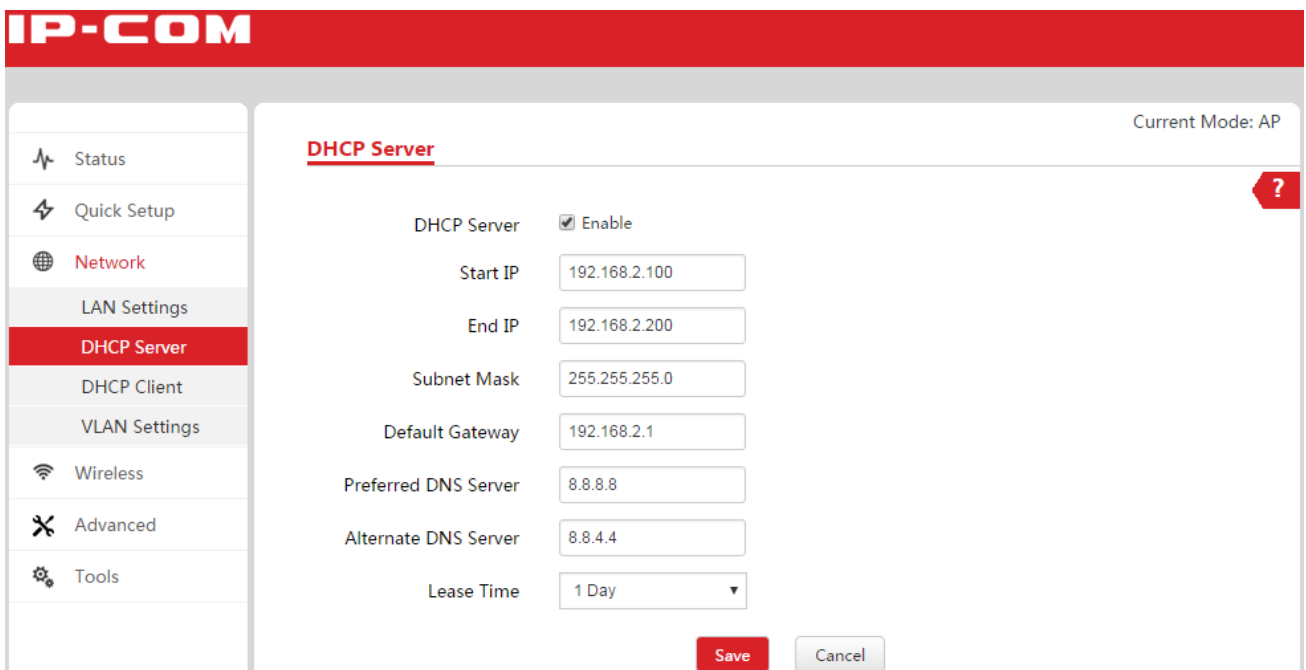 IP-COM
Current Mode: AP
Status
Quick Setup
Network
LAN Settings
DHCP Server
DHCP Client
VLAN Settings
Wireless
Advanced
Tools
DHCP Server
?
DHCP Server Enable
Start IP 192.168.2.100
End IP 192.168.2.200
Subnet Mask 255.255.255.0
Default Gateway 192.168.2.1
Preferred DNS Server 8.8.8.8
Alternate DNS Server 8.8.4.4
Lease Time 1 Day
Save Cancel